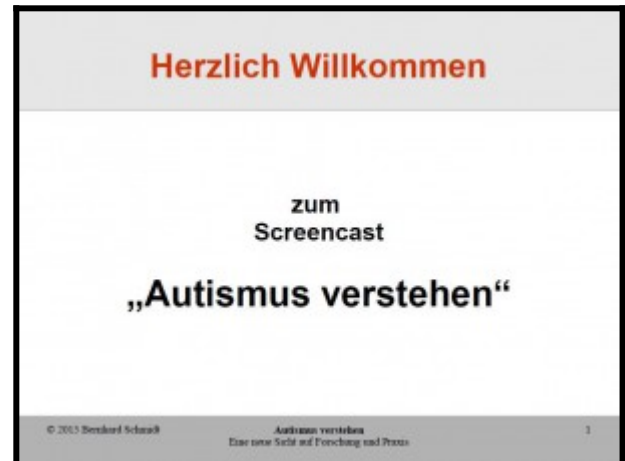 Herzlich Willkommen
zum
Screencast
„Autismus verstehen“
© 2013 Bernhard Schmidt
Autismus verstehen
Eine neue Sicht auf Forschung und Praxis
1